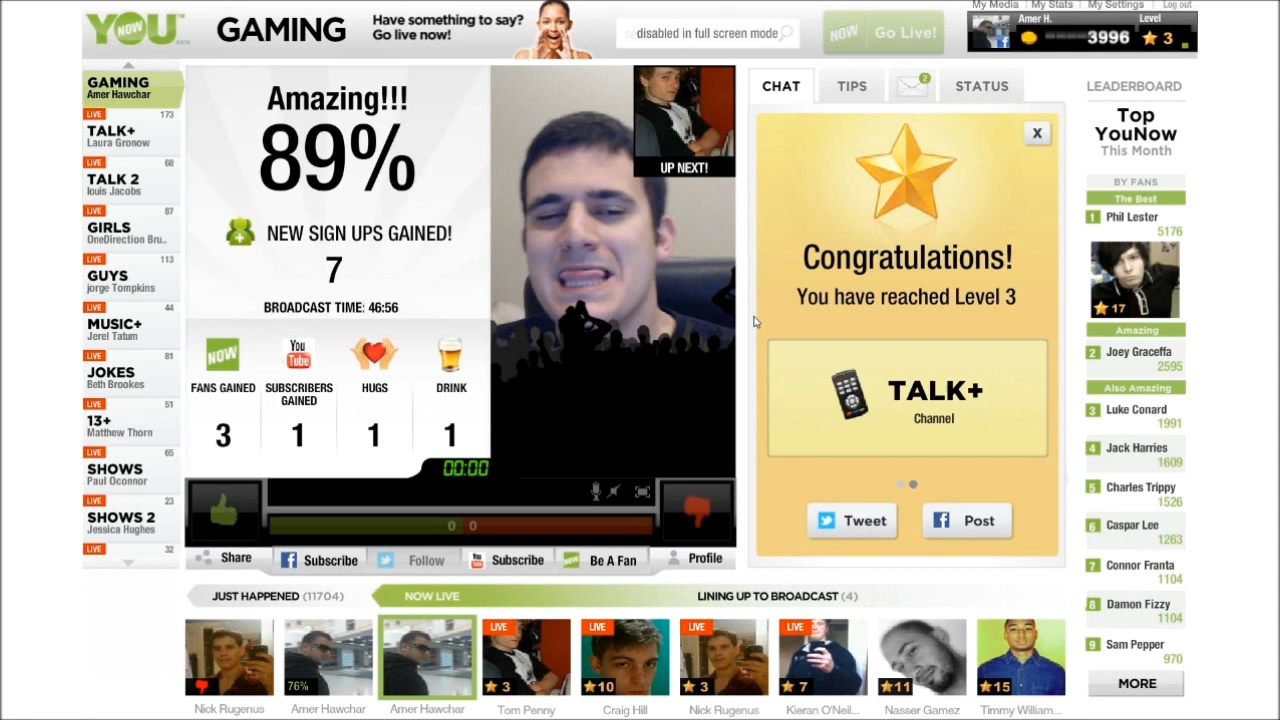 My Media
My Stats
My Settings
Log out
YOU
NOW
BETA
GAMING
Have something to say?
Go live now!
disabled in full screen mode
NOW Go Live!
Amer H.
3996
Level
3
GAMING
Amer Hawchar
LIVE 173
TALK+
Laura Gronow
LIVE 68
TALK 2
louis Jacobs
LIVE 87
GIRLS
OneDirection Bru..
LIVE 113
GUYS
jorge Tompkins
LIVE 44
MUSIC+
Jerel Tatum
LIVE 81
JOKES
Beth Brookes
LIVE 51
13+
Matthew Thorn
LIVE 65
SHOWS
Paul Oconnor
LIVE 23
SHOWS 2
Jessica Hughes
LIVE 32
Amazing!!!
89%
NEW SIGN UPS GAINED!
7
BROADCAST TIME: 46:56
NOW
You
Tube
FANS GAINED
SUBSCRIBERS
GAINED
HUGS
DRINK
3 1 1 1
00:00
UP NEXT!
0 0
Share
Subscribe
Follow
You
Tube
Subscribe
NOW
Be A Fan
Profile
CHAT
TIPS
2
STATUS
X
Congratulations!
You have reached Level 3
TALK+
Channel
Tweet
Post
LEADERBOARD
Top
YouNow
This Month
BY FANS
The Best
1 Phil Lester
5176
17
Amazing
2 Joey Graceffa
2595
Also Amazing
3 Luke Conard
1991
4 Jack Harries
1609
5 Charles Trippy
1526
6 Caspar Lee
1263
7 Connor Franta
1104
8 Damon Fizzy
1104
9 Sam Pepper
970
MORE
JUST HAPPENED (11704)
NOW LIVE
LINING UP TO BROADCAST (4)
LIVE LIVE LIVE LIVE
76% 3 10 3 7 11 15
Nick Rugenus
Amer Hawchar
Amer Hawchar
Tom Penny
Craig Hill
Nick Rugenus
Kieran O'Neil...
Nasser Gamez
Timmy William...